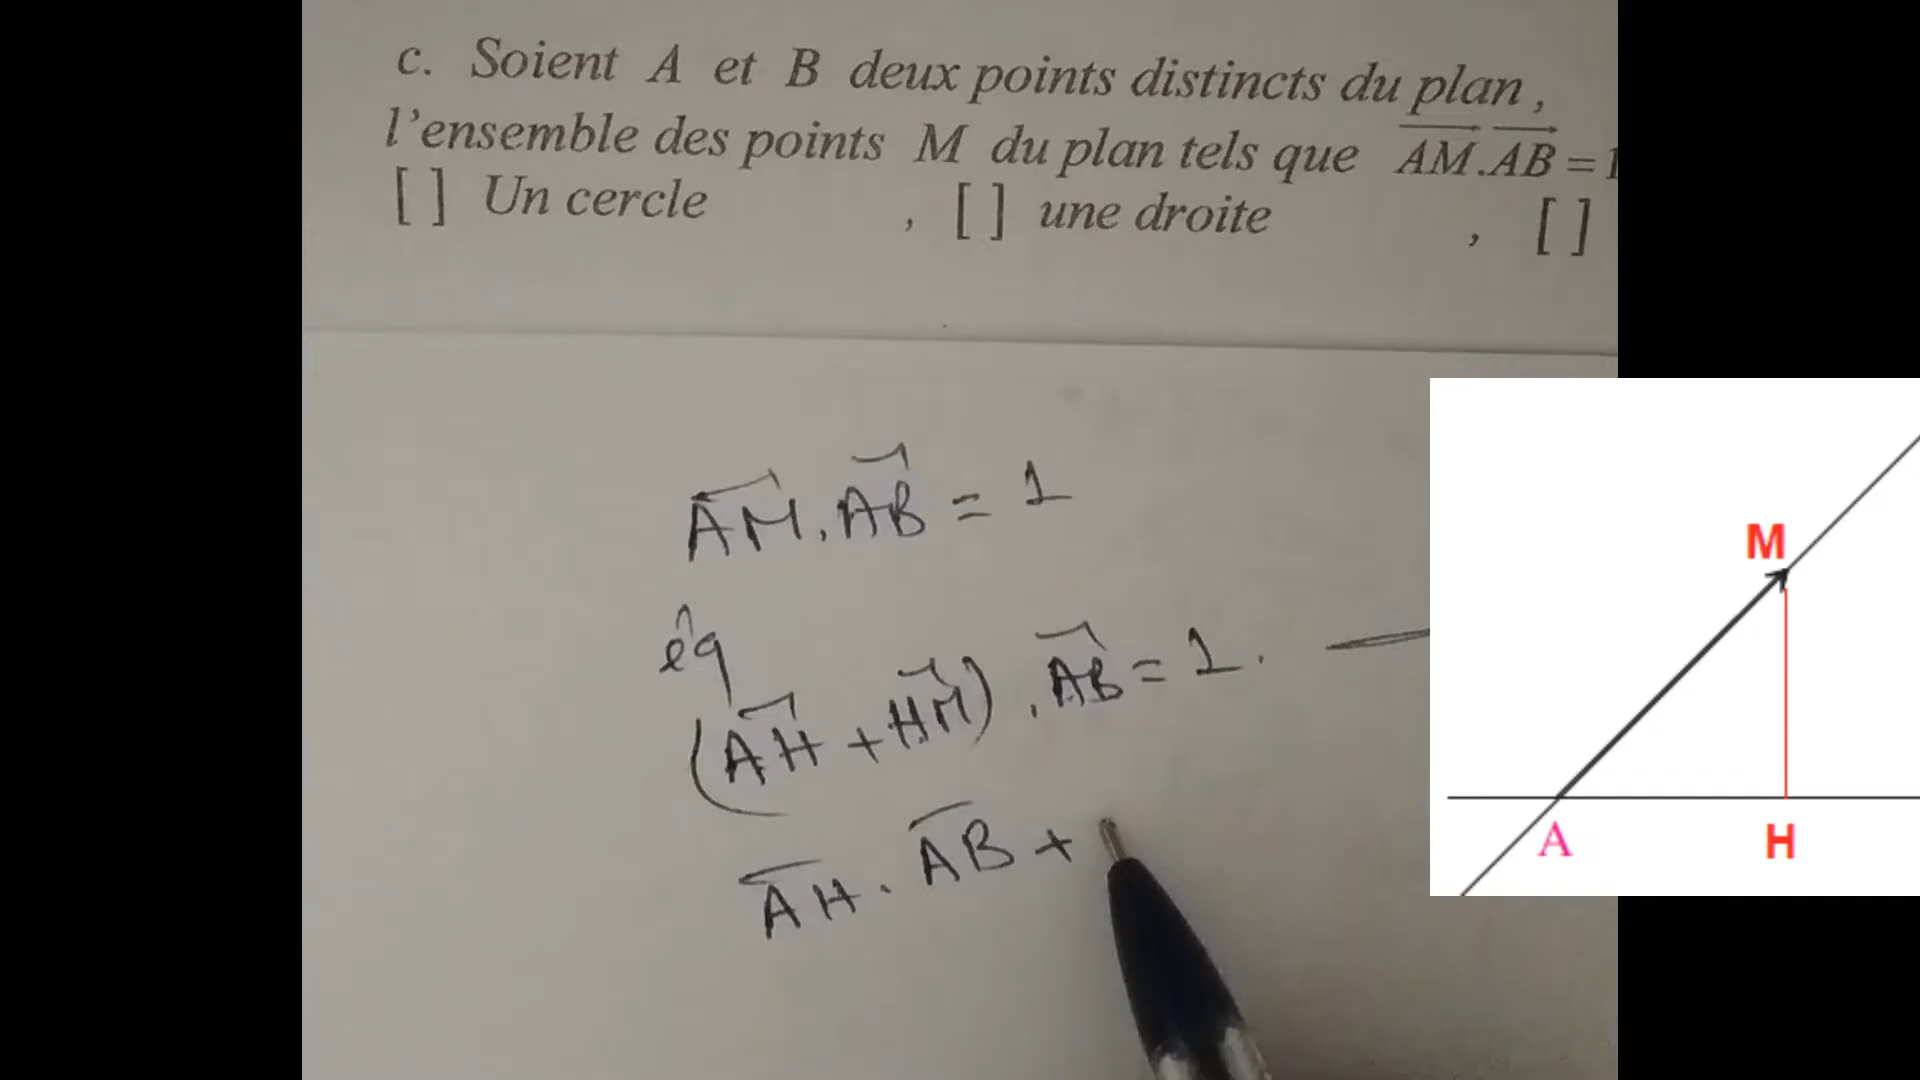 c. Soient A et B deux points distincts du plan ,
l'ensemble des points M du plan tels que AM.AB = 1
[ ] Un cercle , [ ] une droite , [ ]
AM.AB = 1
éq
(AH + HM).AB = 1.
AH.AB +
M
A
H